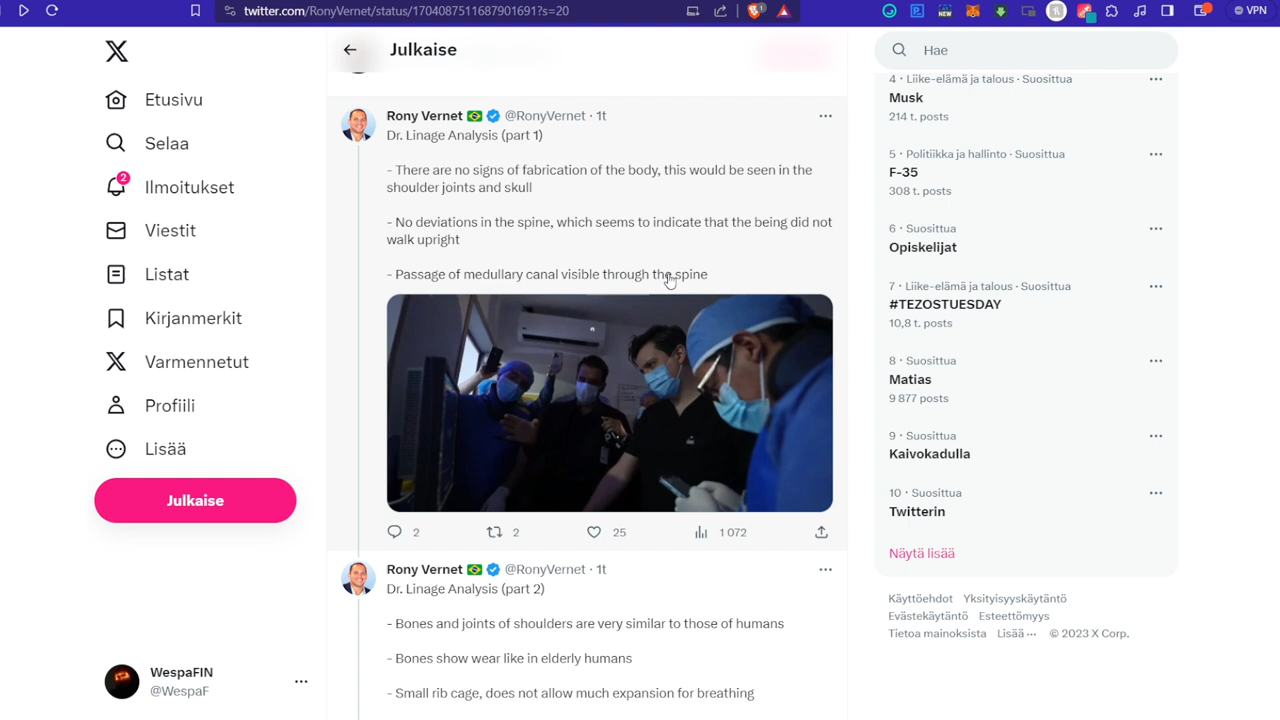 twitter.com/RonyVernet/status/1704087511687901691?s=20
VPN
Etusivu
Selaa
2
Ilmoitukset
Viestit
Listat
Kirjanmerkit
Varmennetut
Profiili
Lisää
Julkaise
WespaFIN
@WespaF
Julkaise
Rony Vernet @RonyVernet · 1t
Dr. Linage Analysis (part 1)
- There are no signs of fabrication of the body, this would be seen in the
shoulder joints and skull
- No deviations in the spine, which seems to indicate that the being did not
walk upright
- Passage of medullary canal visible through the spine
2
2
25
1 072
Rony Vernet @RonyVernet · 1t
Dr. Linage Analysis (part 2)
- Bones and joints of shoulders are very similar to those of humans
- Bones show wear like in elderly humans
- Small rib cage, does not allow much expansion for breathing
Hae
4 · Liike-elämä ja talous · Suosittua
Musk
214 t. posts
5 · Politiikka ja hallinto · Suosittua
F-35
308 t. posts
6 · Suosittua
Opiskelijat
7 · Liike-elämä ja talous · Suosittua
#TEZOSTUESDAY
10,8 t. posts
8 · Suosittua
Matias
9 877 posts
9 · Suosittua
Kaivokadulla
10 · Suosittua
Twitterin
Näytä lisää
Käyttöehdot Yksityisyyskäytäntö
Evästekäytäntö Esteettömyys
Tietoa mainoksista Lisää ··· © 2023 X Corp.